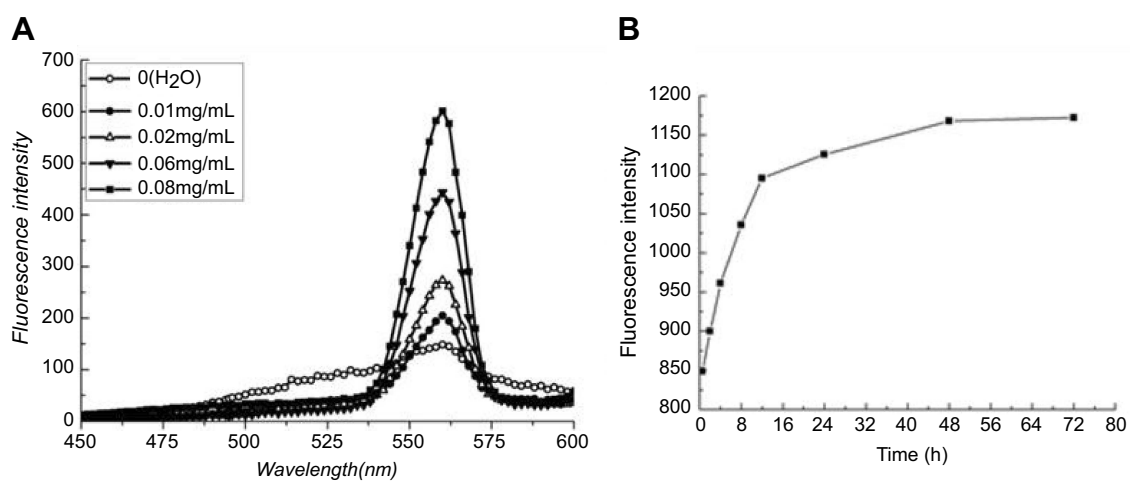 A
700
600
500
400
300
200
100
0
Fluorescence intensity
0(H2O)
0.01mg/mL
0.02mg/mL
0.06mg/mL
0.08mg/mL
450 475 500 525 550 575 600
Wavelength(nm)
B
1200
1150
1100
1050
1000
950
900
850
800
Fluorescence intensity
0 8 16 24 32 40 48 56 64 72 80
Time (h)